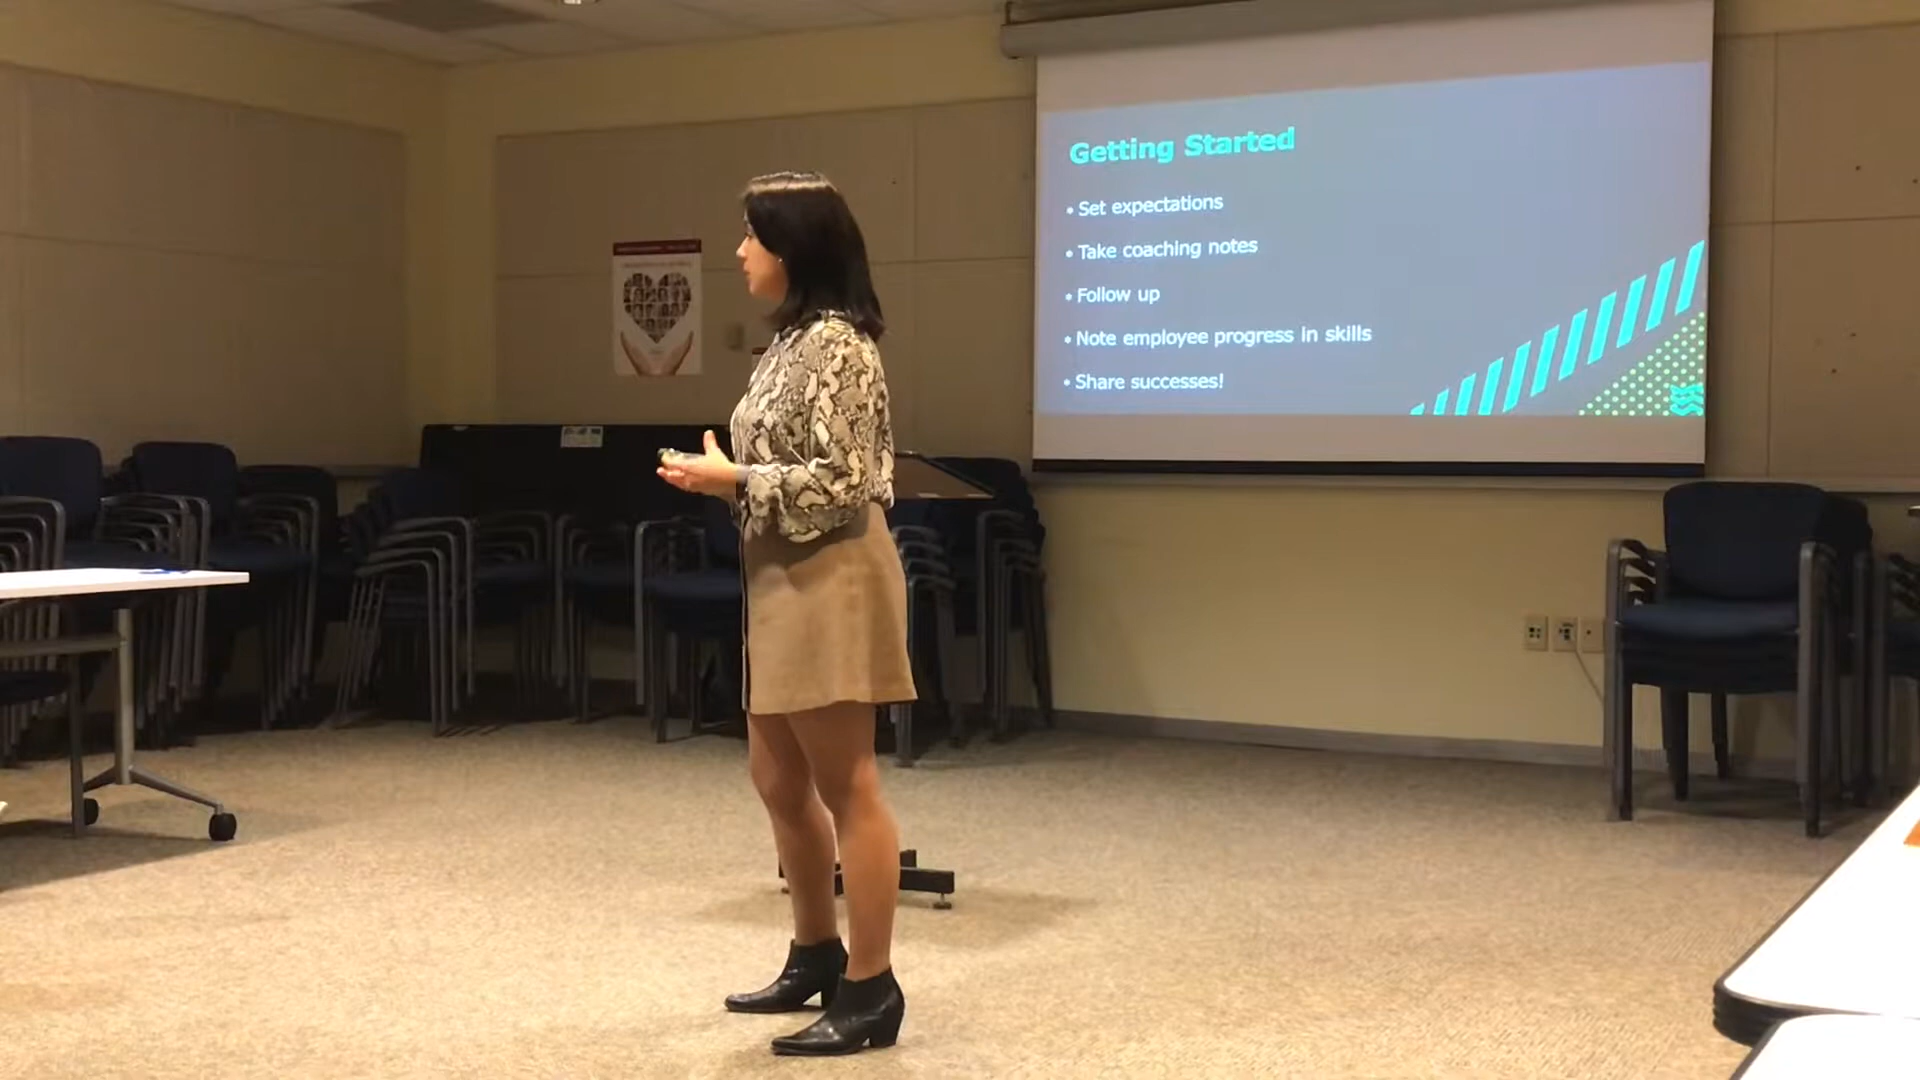 Getting Started
• Set expectations
• Take coaching notes
• Follow up
• Note employee progress in skills
• Share successes!